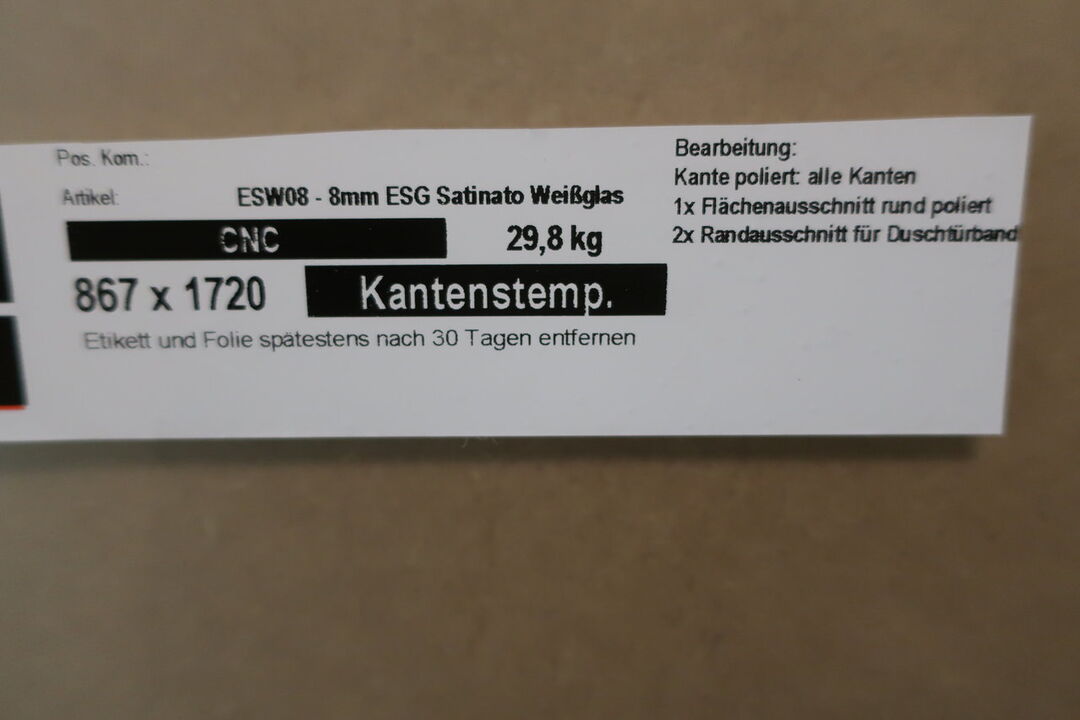 Pos. Kom.:
Artikel: ESW08 - 8mm ESG Satinato Weißglas
CNC 29,8 kg
867 x 1720 Kantenstemp.
Etikett und Folie spätestens nach 30 Tagen entfernen
Bearbeitung:
Kante poliert: alle Kanten
1x Flächenausschnitt rund poliert
2x Randausschnitt für Duschtürband